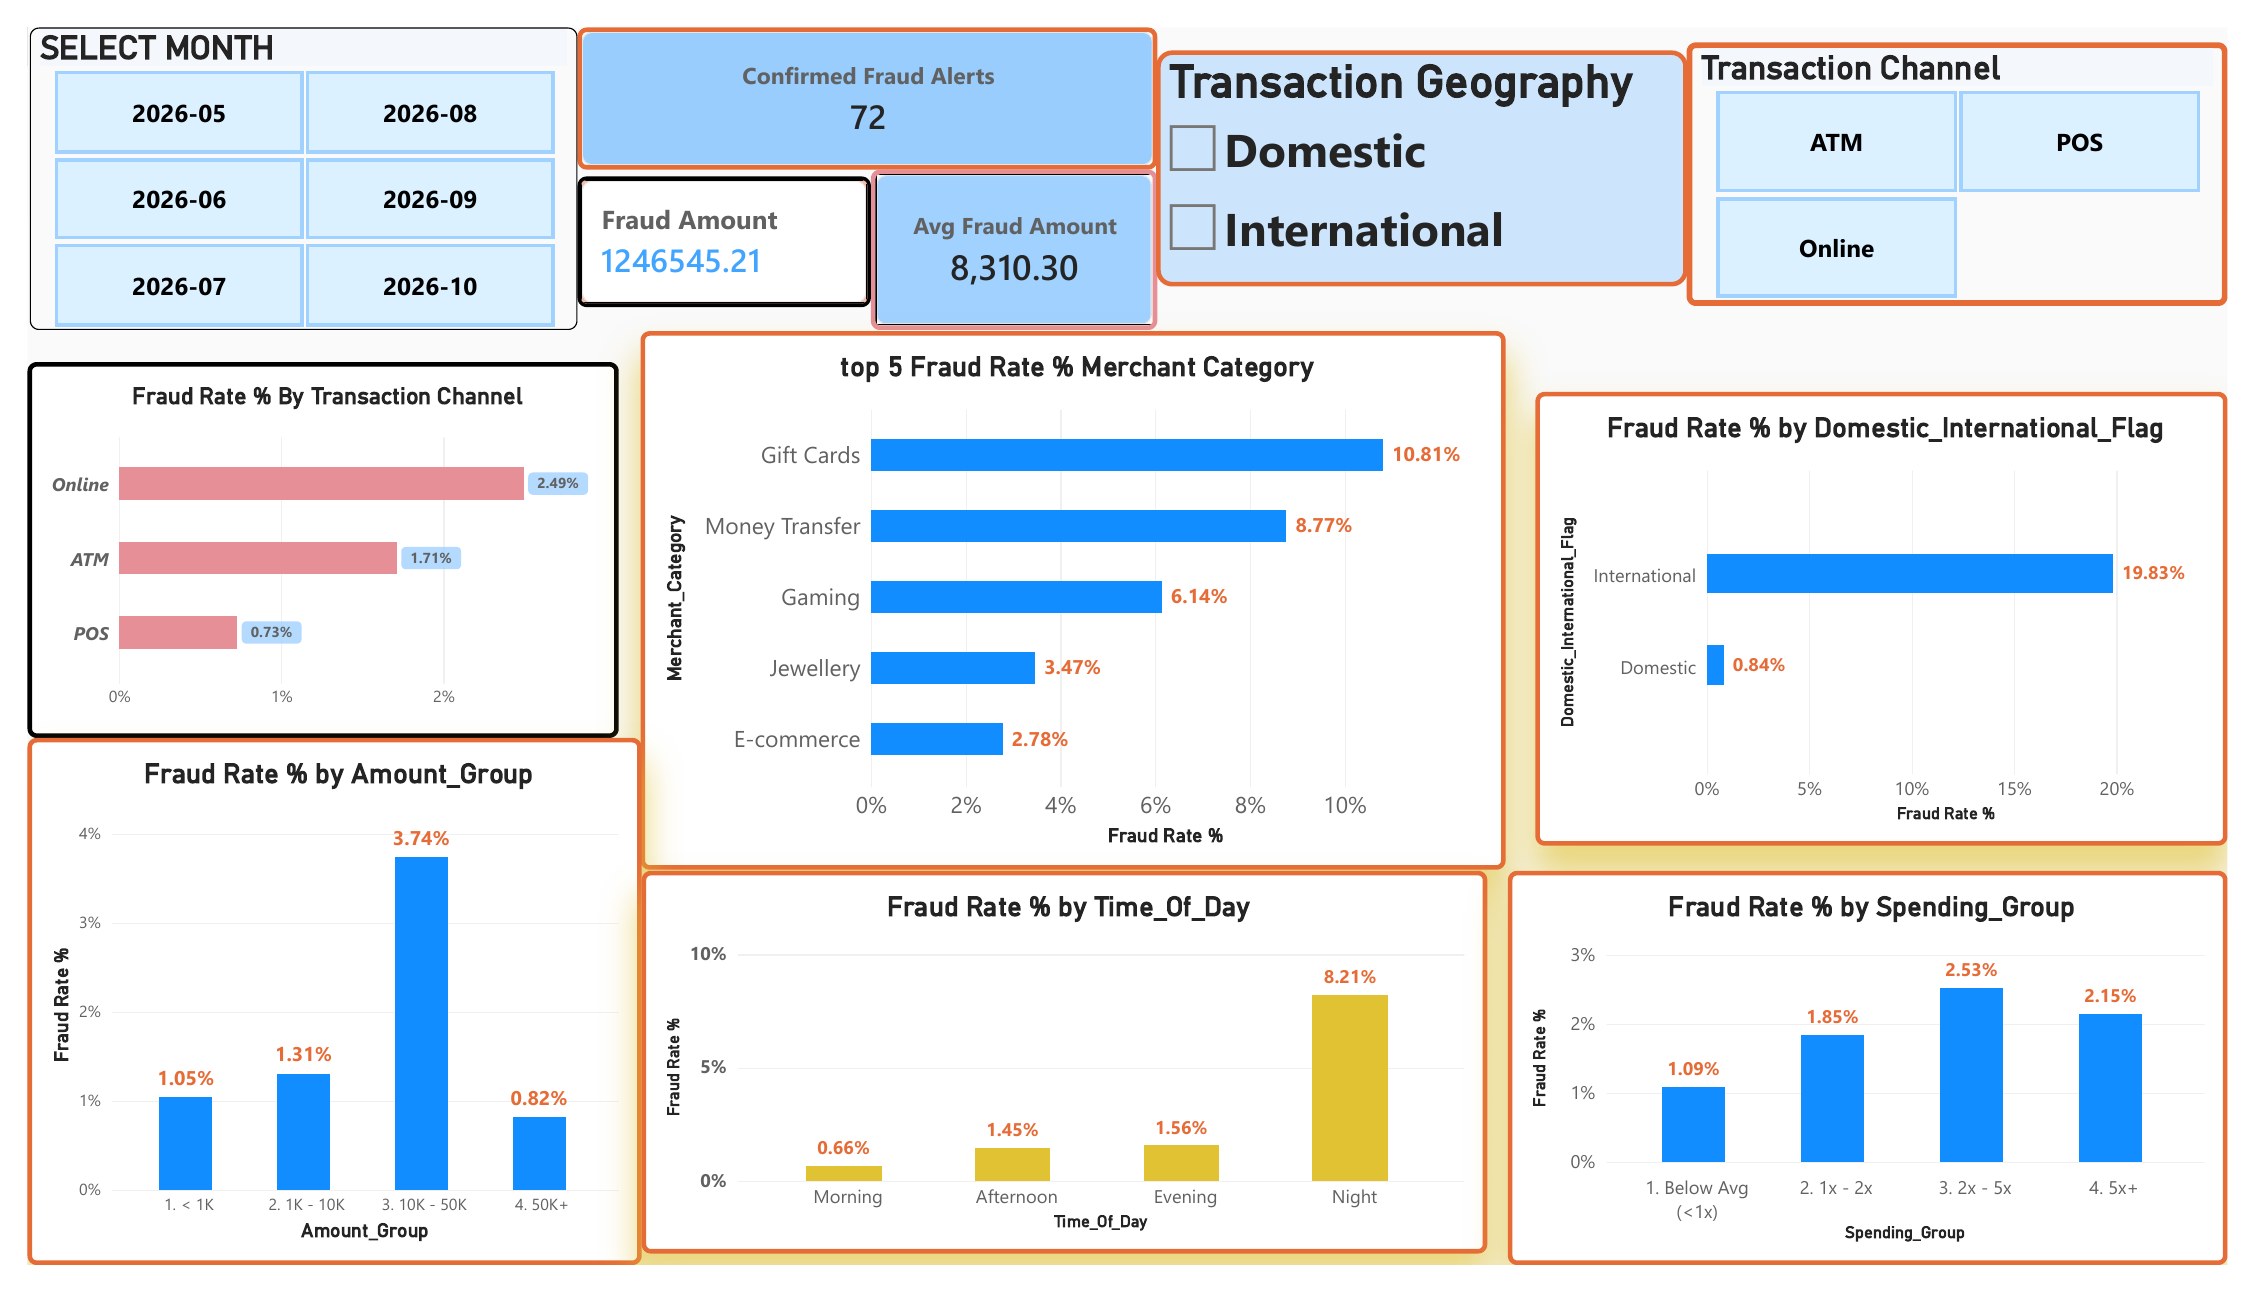 SELECT MONTH
2026-05
2026-08
2026-06
2026-09
2026-07
2026-10
Confirmed Fraud Alerts
72
Fraud Amount
1246545.21
Avg Fraud Amount
8,310.30
Transaction Geography
Domestic
International
Transaction Channel
ATM
POS
Online
Fraud Rate % By Transaction Channel
Online
2.49%
ATM
1.71%
POS
0.73%
0%
1%
2%
top 5 Fraud Rate % Merchant Category
Merchant_Category
Gift Cards
10.81%
Money Transfer
8.77%
Gaming
6.14%
Jewellery
3.47%
E-commerce
2.78%
0%
2%
4%
6%
8%
10%
Fraud Rate %
Fraud Rate % by Domestic_International_Flag
Domestic_International_Flag
International
19.83%
Domestic
0.84%
0%
5%
10%
15%
20%
Fraud Rate %
Fraud Rate % by Amount_Group
Fraud Rate %
4%
3%
2%
1%
0%
1.05%
1.31%
3.74%
0.82%
1. < 1K
2. 1K - 10K
3. 10K - 50K
4. 50K+
Amount_Group
Fraud Rate % by Time_Of_Day
Fraud Rate %
10%
5%
0%
0.66%
1.45%
1.56%
8.21%
Morning
Afternoon
Evening
Night
Time_Of_Day
Fraud Rate % by Spending_Group
Fraud Rate %
3%
2%
1%
0%
1.09%
1.85%
2.53%
2.15%
1. Below Avg
(<1x)
2. 1x - 2x
3. 2x - 5x
4. 5x+
Spending_Group